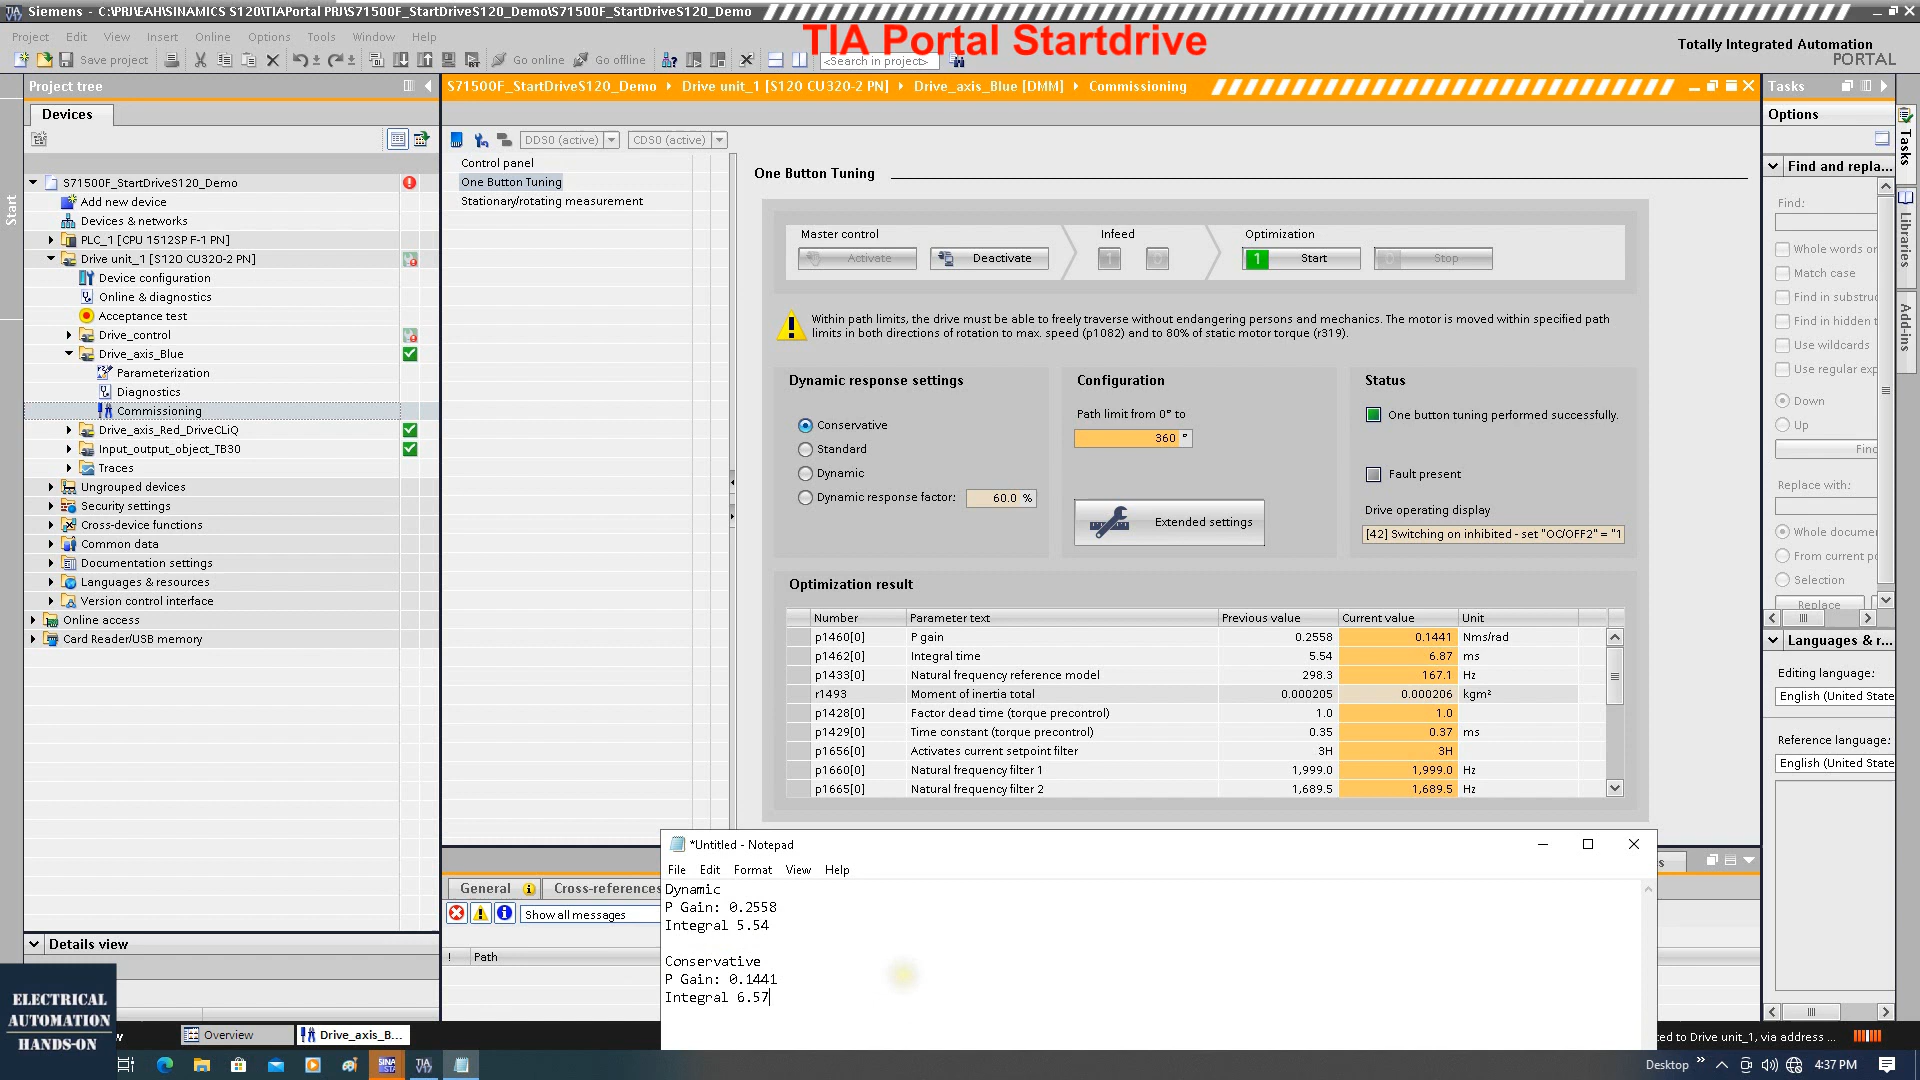 Siemens - C:\PRJ\EAH\SINAMICS S120\TIAPortal PRJ\S71500F_StartDriveS120_Demo\S71500F_StartDriveS120_Demo
Project Edit View Insert Online Options Tools Window Help
TIA Portal Startdrive
Totally Integrated Automation
PORTAL
Save project
Go online
Go offline
<Search in project>
Project tree
S71500F_StartDriveS120_Demo
Drive unit_1 [S120 CU320-2 PN]
Drive_axis_Blue [DMM]
Commissioning
Tasks
Devices
Options
DDS0 (active)
CDS0 (active)
Start
Control panel
One Button Tuning
Stationary/rotating measurement
S71500F_StartDriveS120_Demo
Add new device
Devices & networks
PLC_1 [CPU 1512SP F-1 PN]
Drive unit_1 [S120 CU320-2 PN]
Device configuration
Online & diagnostics
Acceptance test
Drive_control
Drive_axis_Blue
Parameterization
Diagnostics
Commissioning
Drive_axis_Red_DriveCLiQ
Input_output_object_TB30
Traces
Ungrouped devices
Security settings
Cross-device functions
Common data
Documentation settings
Languages & resources
Version control interface
Online access
Card Reader/USB memory
Details view
One Button Tuning
Master control
Activate
Deactivate
Infeed
1
0
Optimization
1 Start
0 Stop
Within path limits, the drive must be able to freely traverse without endangering persons and mechanics. The motor is moved within specified path
limits in both directions of rotation to max. speed (p1082) and to 80% of static motor torque (r319).
Dynamic response settings
Conservative
Standard
Dynamic
Dynamic response factor: 60.0 %
Configuration
Path limit from 0° to
360 °
Extended settings
Status
One button tuning performed successfully.
Fault present
Drive operating display
[42] Switching on inhibited - set "OC/OFF2" = "1
Optimization result
Number Parameter text Previous value Current value Unit
p1460[0] P gain 0.2558 0.1441 Nms/rad
p1462[0] Integral time 5.54 6.87 ms
p1433[0] Natural frequency reference model 298.3 167.1 Hz
r1493 Moment of inertia total 0.000205 0.000206 kgm²
p1428[0] Factor dead time (torque precontrol) 1.0 1.0
p1429[0] Time constant (torque precontrol) 0.35 0.37 ms
p1656[0] Activates current setpoint filter 3H 3H
p1660[0] Natural frequency filter 1 1,999.0 1,999.0 Hz
p1665[0] Natural frequency filter 2 1,689.5 1,689.5 Hz
Find and repla...
Find:
Whole words or
Match case
Find in substruc
Find in hidden t
Use wildcards
Use regular exp
Down
Up
Find
Replace with:
Whole docume
From current po
Selection
Replace
Languages & r...
Editing language:
English (United State
Reference language:
English (United State
Tasks
Libraries
Add-ins
General
Cross-references
Show all messages
! Path
*Untitled - Notepad
File Edit Format View Help
Dynamic
P Gain: 0.2558
Integral 5.54
Conservative
P Gain: 0.1441
Integral 6.57
ELECTRICAL
AUTOMATION
HANDS-ON
Overview
Drive_axis_B...
ted to Drive unit_1, via address ...
SINA
TIA
Desktop
4:37 PM